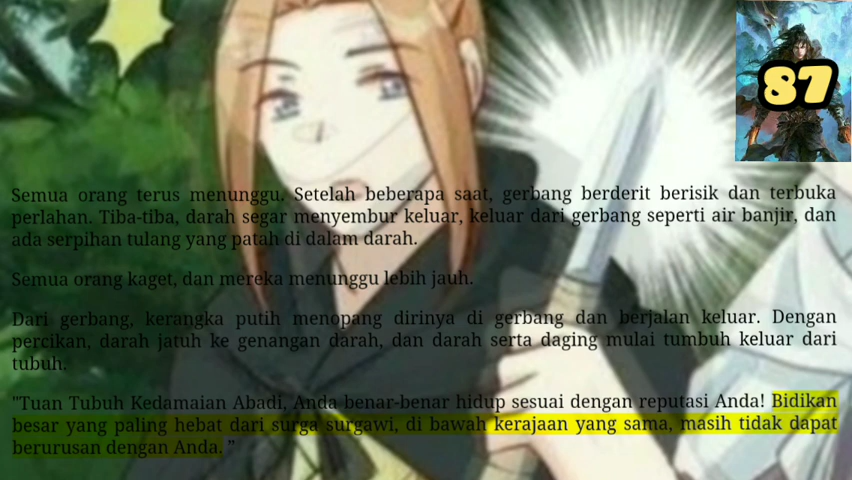 87
Semua orang terus menunggu. Setelah beberapa saat, gerbang berderit berisik dan terbuka
perlahan. Tiba-tiba, darah segar menyembur keluar, keluar dari gerbang seperti air banjir, dan
ada serpihan tulang yang patah di dalam darah.
Semua orang kaget, dan mereka menunggu lebih jauh.
Dari gerbang, kerangka putih menopang dirinya di gerbang dan berjalan keluar. Dengan
percikan, darah jatuh ke genangan darah, dan darah serta daging mulai tumbuh keluar dari
tubuh.
"Tuan Tubuh Kedamaian Abadi, Anda benar-benar hidup sesuai dengan reputasi Anda! Bidikan
besar yang paling hebat dari surga surgawi, di bawah kerajaan yang sama, masih tidak dapat
berurusan dengan Anda. ”